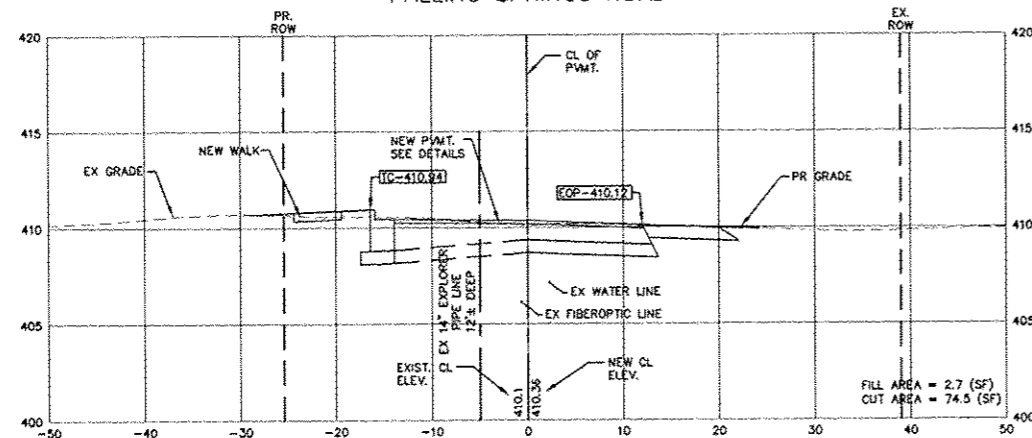 PR.
ROW
EX.
ROW
420
420
CL OF
PVMT.
415
415
NEW PVMT.
SEE DETAILS
NEW WALK
EX GRADE
TC-410.94
EOP-410.12
PR GRADE
410
410
EX 14" EXPLORER
PIPE LINE
12"± DEEP
EX WATER LINE
EX FIBEROPTIC LINE
405
405
EXIST. CL
ELEV.
NEW CL
ELEV.
410.1
410.36
FILL AREA = 2.7 (SF)
CUT AREA = 74.5 (SF)
400
400
-50
-40
-30
-20
-10
0
10
20
30
40
50